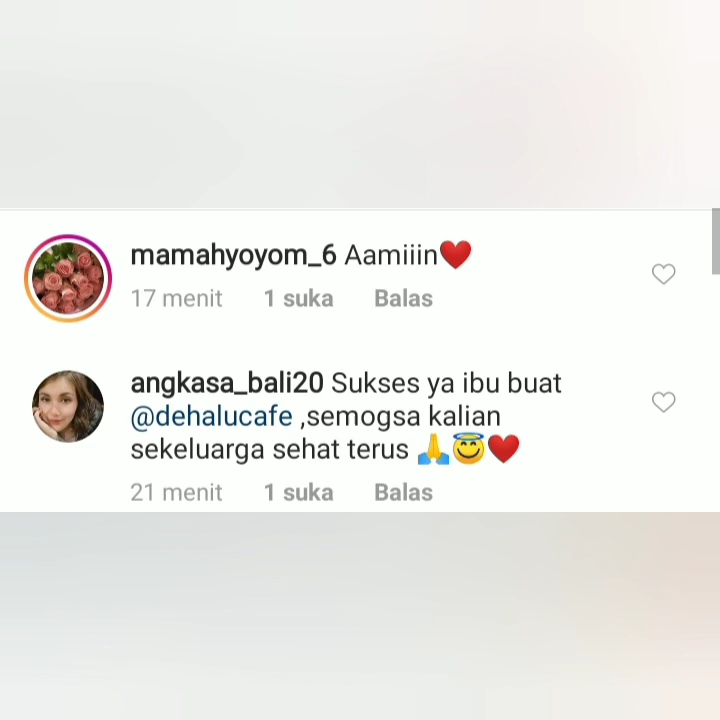 mamahyoyom_6 Aamiiin❤️
17 menit 1 suka Balas
angkasa_bali20 Sukses ya ibu buat
@dehalucafe ,semogsa kalian
sekeluarga sehat terus 🙏😇❤️
21 menit 1 suka Balas